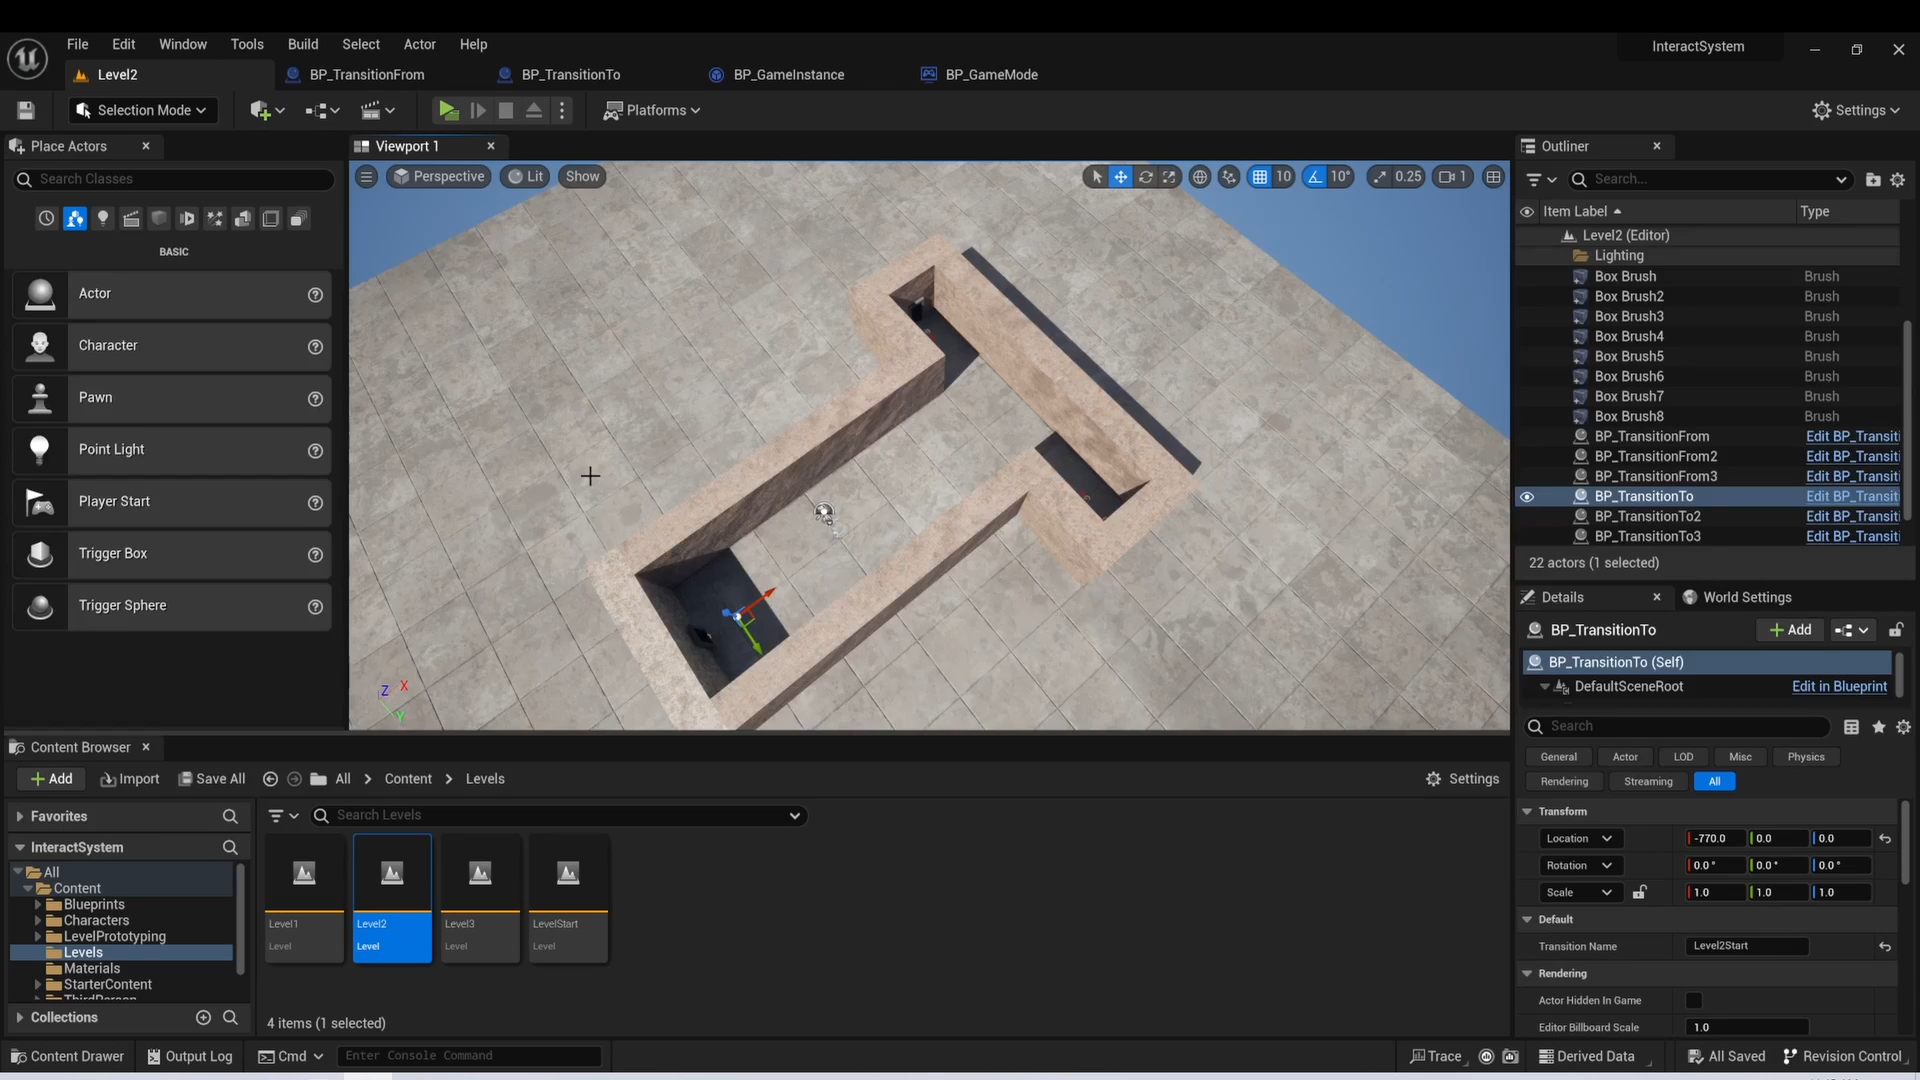 File Edit Window Tools Build Select Actor Help
InteractSystem
Level2 BP_TransitionFrom BP_TransitionTo BP_GameInstance BP_GameMode
Selection Mode Platforms Settings
Place Actors
Search Classes
BASIC
Actor
Character
Pawn
Point Light
Player Start
Trigger Box
Trigger Sphere
Viewport 1
Perspective Lit Show 10 10° 0.25 1
Z X
Y
Outliner
Search...
Item Label Type
Level2 (Editor)
Lighting
Box Brush Brush
Box Brush2 Brush
Box Brush3 Brush
Box Brush4 Brush
Box Brush5 Brush
Box Brush6 Brush
Box Brush7 Brush
Box Brush8 Brush
BP_TransitionFrom Edit BP_Transiti
BP_TransitionFrom2 Edit BP_Transiti
BP_TransitionFrom3 Edit BP_Transiti
BP_TransitionTo Edit BP_Transiti
BP_TransitionTo2 Edit BP_Transiti
BP_TransitionTo3 Edit BP_Transiti
22 actors (1 selected)
Details World Settings
BP_TransitionTo Add
BP_TransitionTo (Self)
DefaultSceneRoot Edit in Blueprint
Search
General Actor LOD Misc Physics
Rendering Streaming All
Transform
Location -770.0 0.0 0.0
Rotation 0.0° 0.0° 0.0°
Scale 1.0 1.0 1.0
Default
Transition Name Level2Start
Rendering
Actor Hidden In Game
Editor Billboard Scale 1.0
Content Browser
Add Import Save All All Content Levels Settings
Favorites
InteractSystem
All
Content
Blueprints
Characters
LevelPrototyping
Levels
Materials
StarterContent
ThirdPerson
Collections
Search Levels
Level1 Level2 Level3 LevelStart
Level Level Level Level
4 items (1 selected)
Content Drawer Output Log Cmd Enter Console Command Trace Derived Data All Saved Revision Control